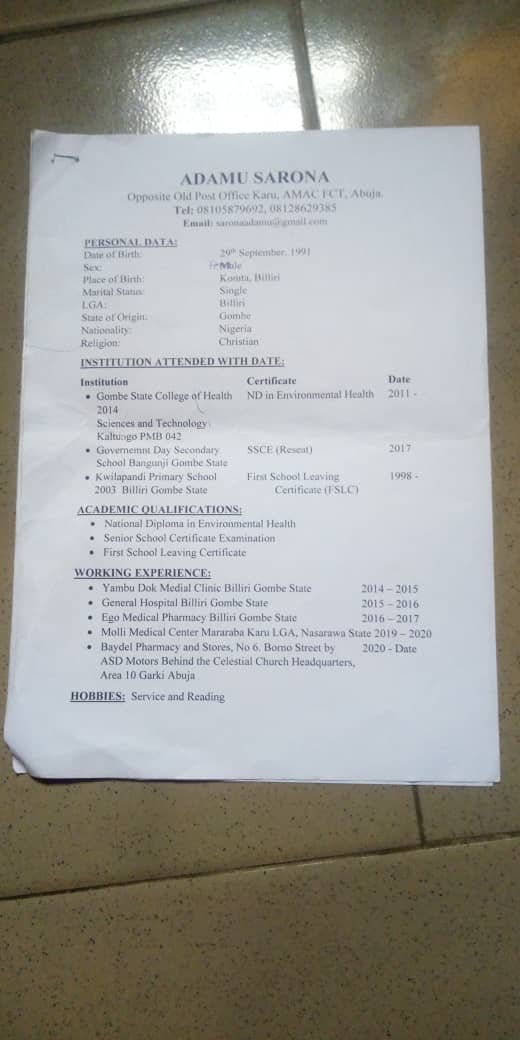 ADAMU SARONA
Opposite Old Post Office Karu, AMAC FCT, Abuja.
Tel: 08105879692, 08128629385
Email: saronaadamu@gmail.com
PERSONAL DATA:
Date of Birth: 29th September, 1991
Sex: Female
Place of Birth: Komta, Billiri
Marital Status: Single
LGA: Billiri
State of Origin: Gombe
Nationality: Nigeria
Religion: Christian
INSTITUTION ATTENDED WITH DATE:
Institution Certificate Date
• Gombe State College of Health ND in Environmental Health 2011 -
2014
Sciences and Technology
Kaltungo PMB 042
• Governemnt Day Secondary SSCE (Reseat) 2017
School Bangunji Gombe State
• Kwilapandi Primary School First School Leaving 1998 -
2003 Billiri Gombe State Certificate (FSLC)
ACADEMIC QUALIFICATIONS:
• National Diploma in Environmental Health
• Senior School Certificate Examination
• First School Leaving Certificate
WORKING EXPERIENCE:
• Yambu Dok Medial Clinic Billiri Gombe State 2014 – 2015
• General Hospital Billiri Gombe State 2015 – 2016
• Ego Medical Pharmacy Billiri Gombe State 2016 – 2017
• Molli Medical Center Mararaba Karu LGA, Nasarawa State 2019 – 2020
• Baydel Pharmacy and Stores, No 6. Borno Street by 2020 - Date
ASD Motors Behind the Celestial Church Headquarters,
Area 10 Garki Abuja
HOBBIES: Service and Reading